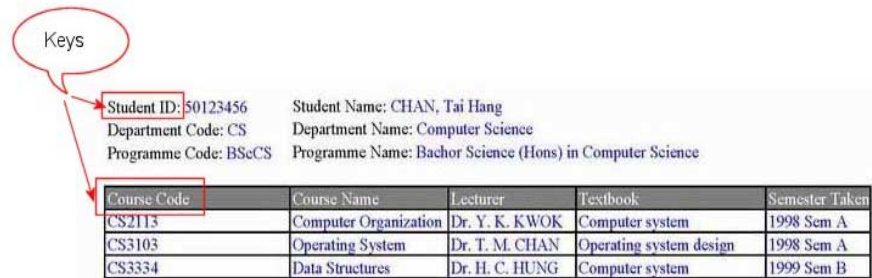 Keys
Student ID: 50123456 Student Name: CHAN, Tai Hang
Department Code: CS Department Name: Computer Science
Programme Code: BScCS Programme Name: Bachor Science (Hons) in Computer Science
Course Code Course Name Lecturer Textbook Semester Taken
CS2113 Computer Organization Dr. Y. K. KWOK Computer system 1998 Sem A
CS3103 Operating System Dr. T. M. CHAN Operating system design 1998 Sem A
CS3334 Data Structures Dr. H. C. HUNG Computer system 1999 Sem B